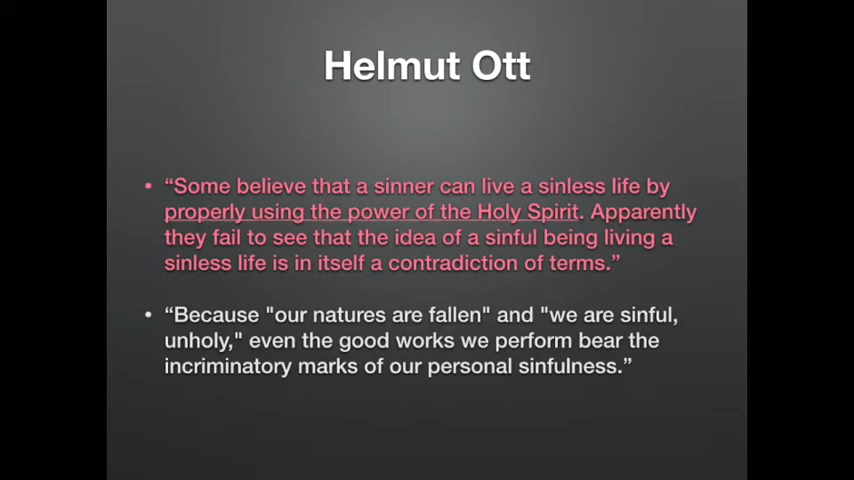 Helmut Ott
• “Some believe that a sinner can live a sinless life by
properly using the power of the Holy Spirit. Apparently
they fail to see that the idea of a sinful being living a
sinless life is in itself a contradiction of terms.”
• “Because "our natures are fallen" and "we are sinful,
unholy," even the good works we perform bear the
incriminatory marks of our personal sinfulness.”